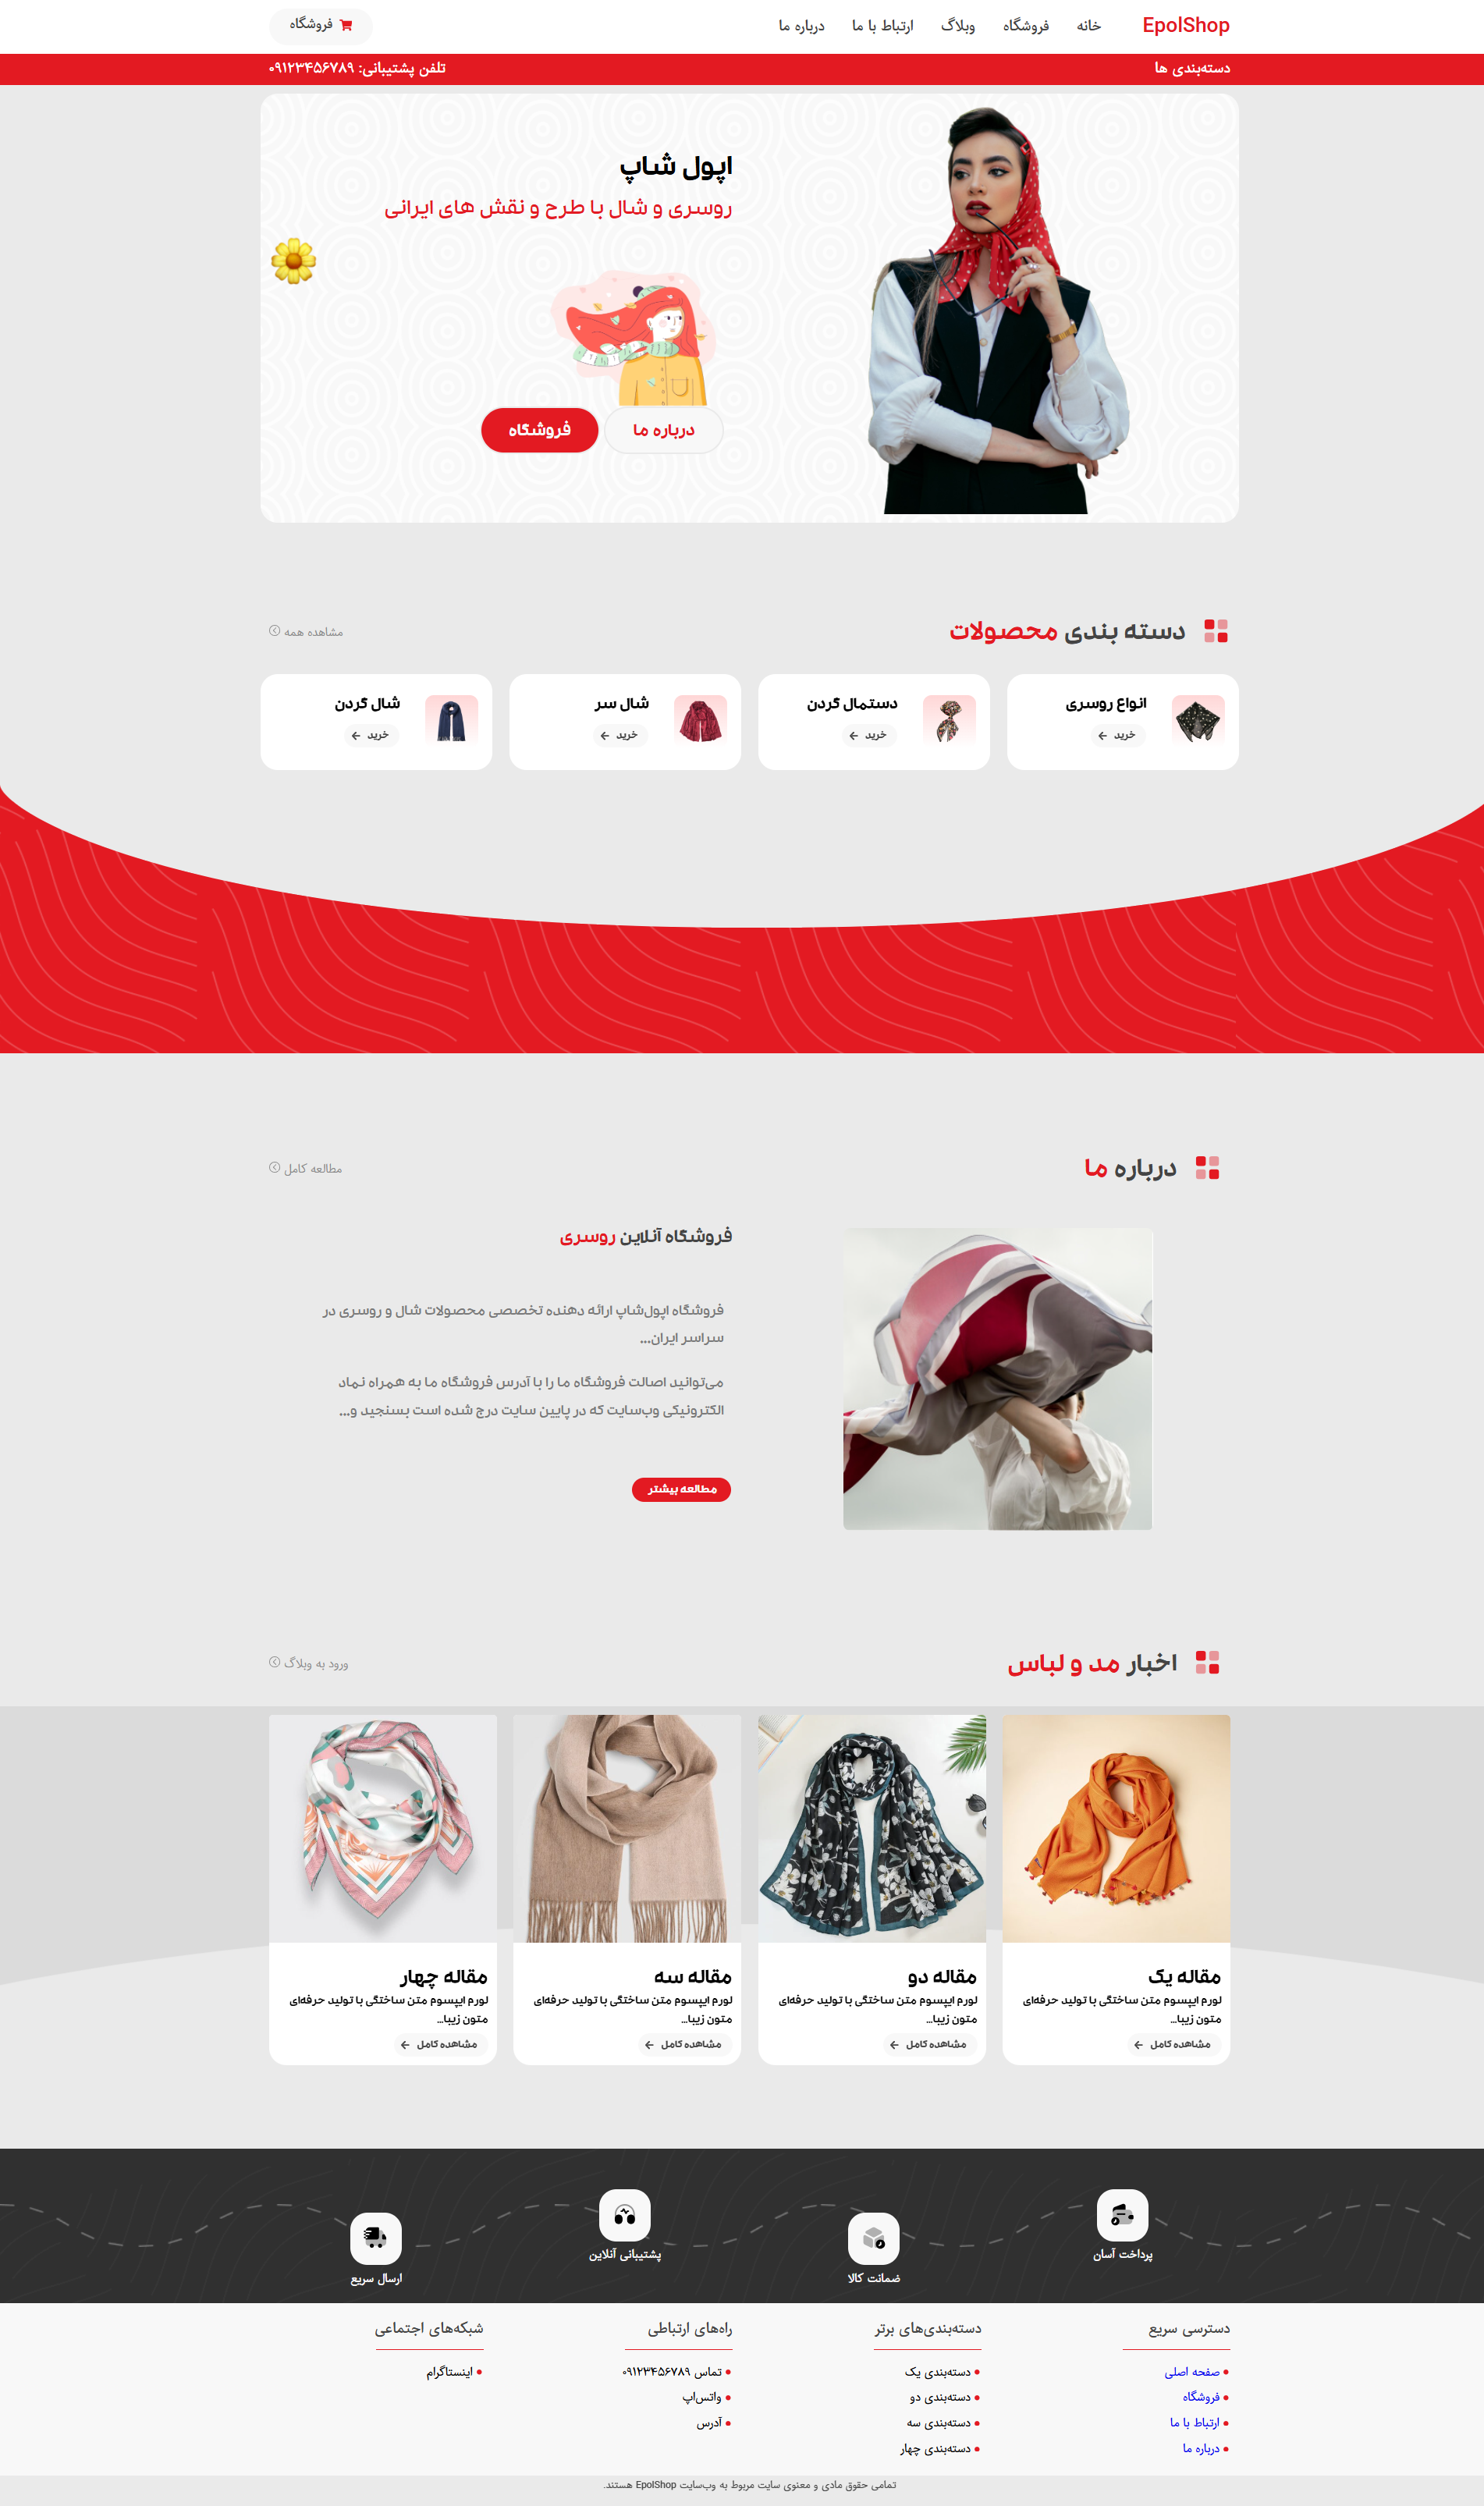 EpolShop
خانه
فروشگاه
وبلاگ
ارتباط با ما
درباره ما
فروشگاه
دسته‌بندی ها
تلفن پشتیبانی: ۰۹۱۲۳۴۵۶۷۸۹
اپول شاپ
روسری و شال با طرح و نقش های ایرانی
درباره ما
فروشگاه
دسته بندی محصولات
مشاهده همه
انواع روسری
خرید
دستمال گردن
خرید
شال سر
خرید
شال گردن
خرید
درباره ما
مطالعه کامل
فروشگاه آنلاین روسری
فروشگاه اپول‌شاپ ارائه دهنده تخصصی محصولات شال و روسری در
سراسر ایران...
می‌توانید اصالت فروشگاه ما را با آدرس فروشگاه ما به همراه نماد
الکترونیکی وب‌سایت که در پایین سایت درج شده است بسنجید و...
مطالعه بیشتر
اخبار مد و لباس
ورود به وبلاگ
مقاله یک
لورم ایپسوم متن ساختگی با تولید حرفه‌ای
متون زیبا...
مشاهده کامل
مقاله دو
لورم ایپسوم متن ساختگی با تولید حرفه‌ای
متون زیبا...
مشاهده کامل
مقاله سه
لورم ایپسوم متن ساختگی با تولید حرفه‌ای
متون زیبا...
مشاهده کامل
مقاله چهار
لورم ایپسوم متن ساختگی با تولید حرفه‌ای
متون زیبا...
مشاهده کامل
پرداخت آسان
ضمانت کالا
پشتیبانی آنلاین
ارسال سریع
دسترسی سریع
صفحه اصلی
فروشگاه
ارتباط با ما
درباره ما
دسته‌بندی‌های برتر
دسته‌بندی یک
دسته‌بندی دو
دسته‌بندی سه
دسته‌بندی چهار
راه‌های ارتباطی
تماس ۰۹۱۲۳۴۵۶۷۸۹
واتس‌اپ
آدرس
شبکه‌های اجتماعی
اینستاگرام
تمامی حقوق مادی و معنوی سایت مربوط به وب‌سایت EpolShop هستند.